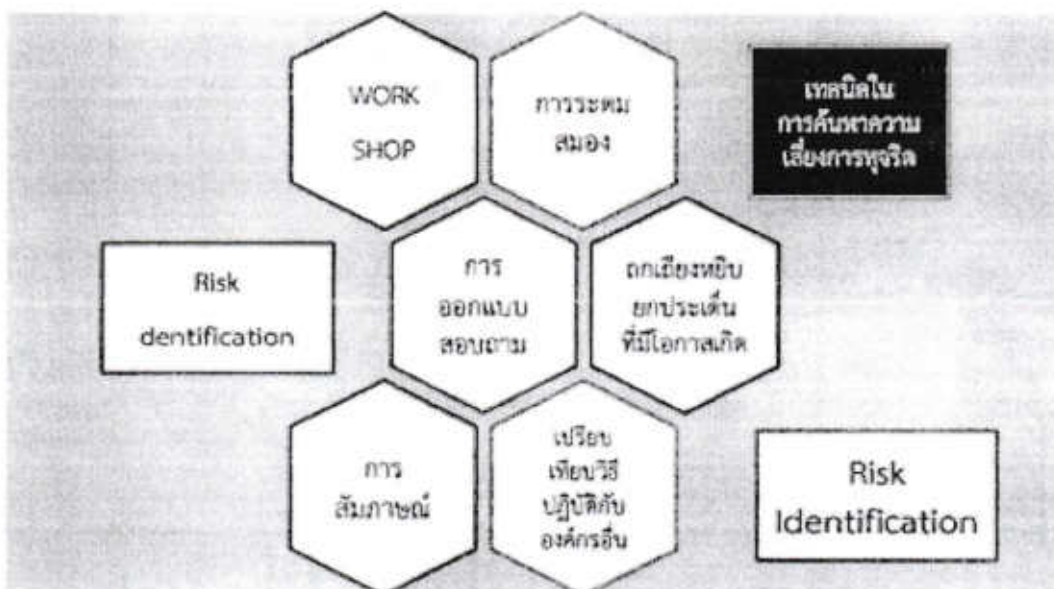 WORK
SHOP
การระดม
สมอง
เทคนิคใน
การค้นหาความ
เสี่ยงการทุจริต
Risk
dentification
การ
ออกแบบ
สอบถาม
ถกเถียงหยิบ
ยกประเด็น
ที่มีโอกาสเกิด
การ
สัมภาษณ์
เปรียบ
เทียบวิธี
ปฏิบัติกับ
องค์กรอื่น
Risk
Identification